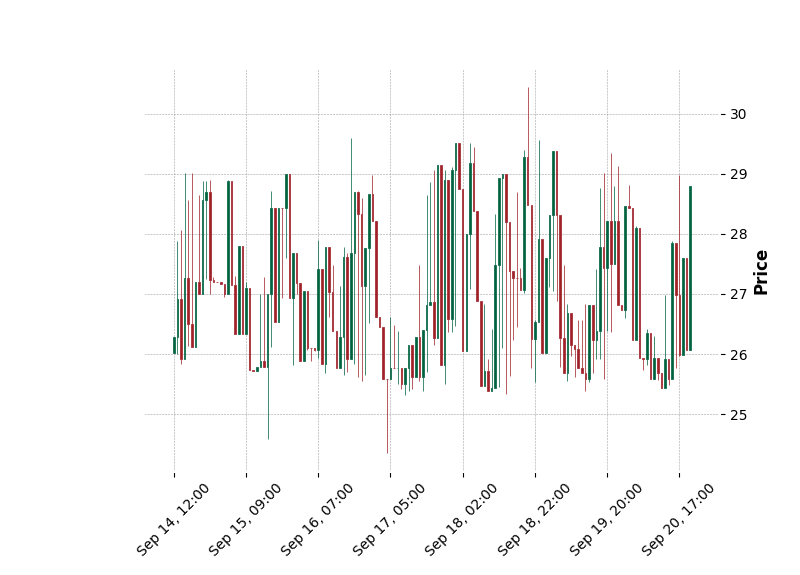 30
29
28
27
26
25
Price
Sep 14, 12:00
Sep 15, 09:00
Sep 16, 07:00
Sep 17, 05:00
Sep 18, 02:00
Sep 18, 22:00
Sep 19, 20:00
Sep 20, 17:00